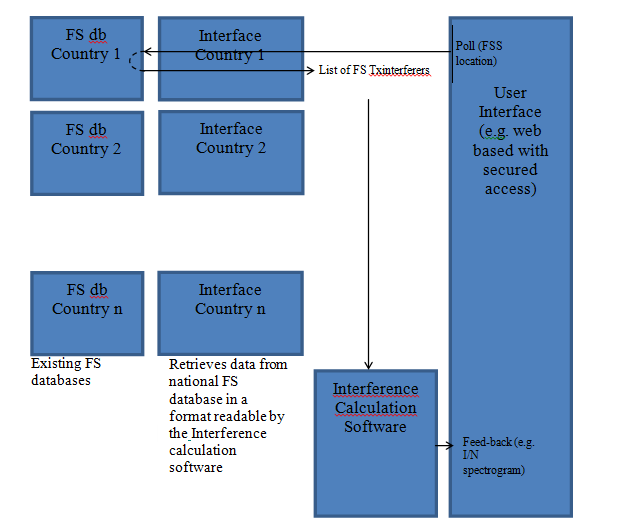 FS db
Country 1
Interface
Country 1
Poll (FSS
location)
List of FS Txinterferers
User
Interface
(e.g. web
based with
secured
access)
FS db
Country 2
Interface
Country 2
FS db
Country n
Interface
Country n
Existing FS
databases
Retrieves data from
national FS
database in a
format readable by
the Interference
calculation
software
Interference
Calculation
Software
Feed-back (e.g.
I/N
spectrogram)